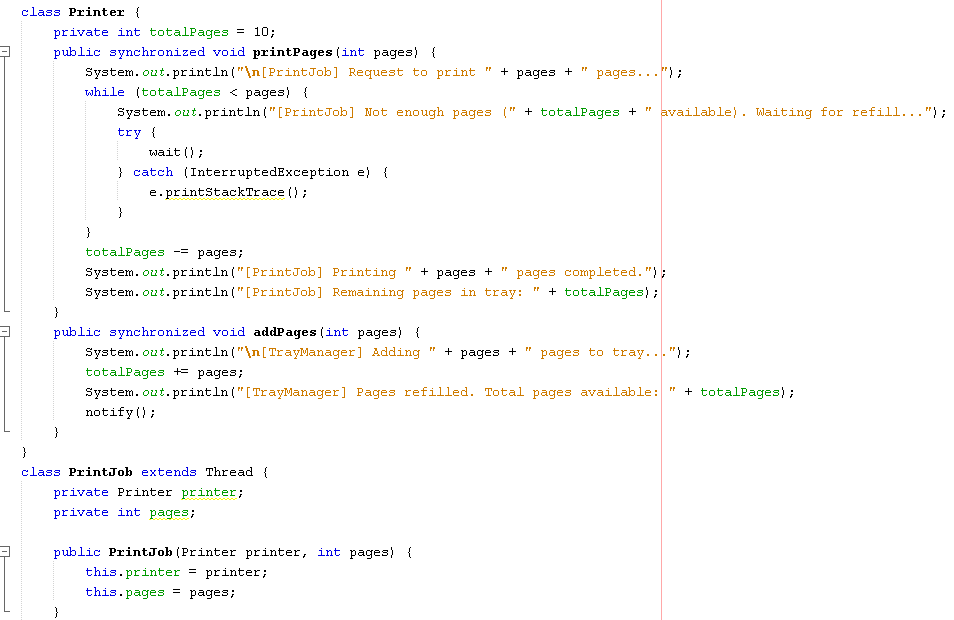 class Printer {
    private int totalPages = 10;
    public synchronized void printPages(int pages) {
        System.out.println("\n[PrintJob] Request to print " + pages + " pages...");
        while (totalPages < pages) {
            System.out.println("[PrintJob] Not enough pages (" + totalPages + " available). Waiting for refill...");
            try {
                wait();
            } catch (InterruptedException e) {
                e.printStackTrace();
            }
        }
        totalPages -= pages;
        System.out.println("[PrintJob] Printing " + pages + " pages completed.");
        System.out.println("[PrintJob] Remaining pages in tray: " + totalPages);
    }
    public synchronized void addPages(int pages) {
        System.out.println("\n[TrayManager] Adding " + pages + " pages to tray...");
        totalPages += pages;
        System.out.println("[TrayManager] Pages refilled. Total pages available: " + totalPages);
        notify();
    }
}
class PrintJob extends Thread {
    private Printer printer;
    private int pages;

    public PrintJob(Printer printer, int pages) {
        this.printer = printer;
        this.pages = pages;
    }